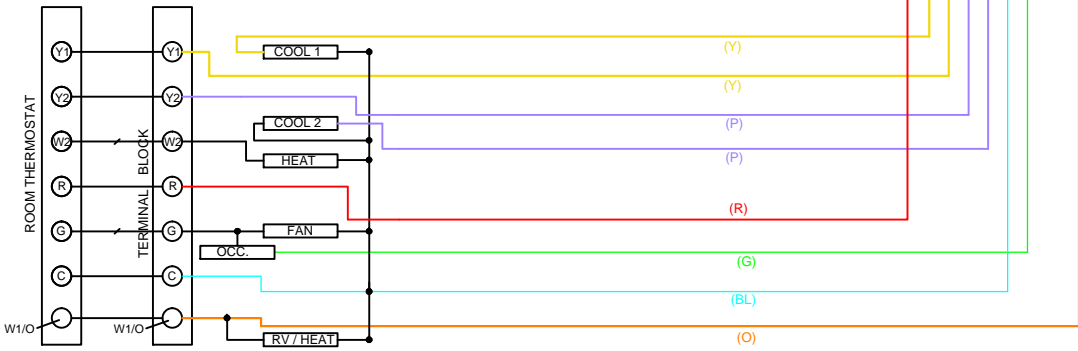 ROOM THERMOSTAT
TERMINAL BLOCK
Y1 Y1 COOL 1 (Y)
(Y)
Y2 Y2 COOL 2 (P)
W2 W2 HEAT (P)
R R (R)
G G FAN
OCC. (G)
C C (BL)
W1/O W1/O RV / HEAT (O)